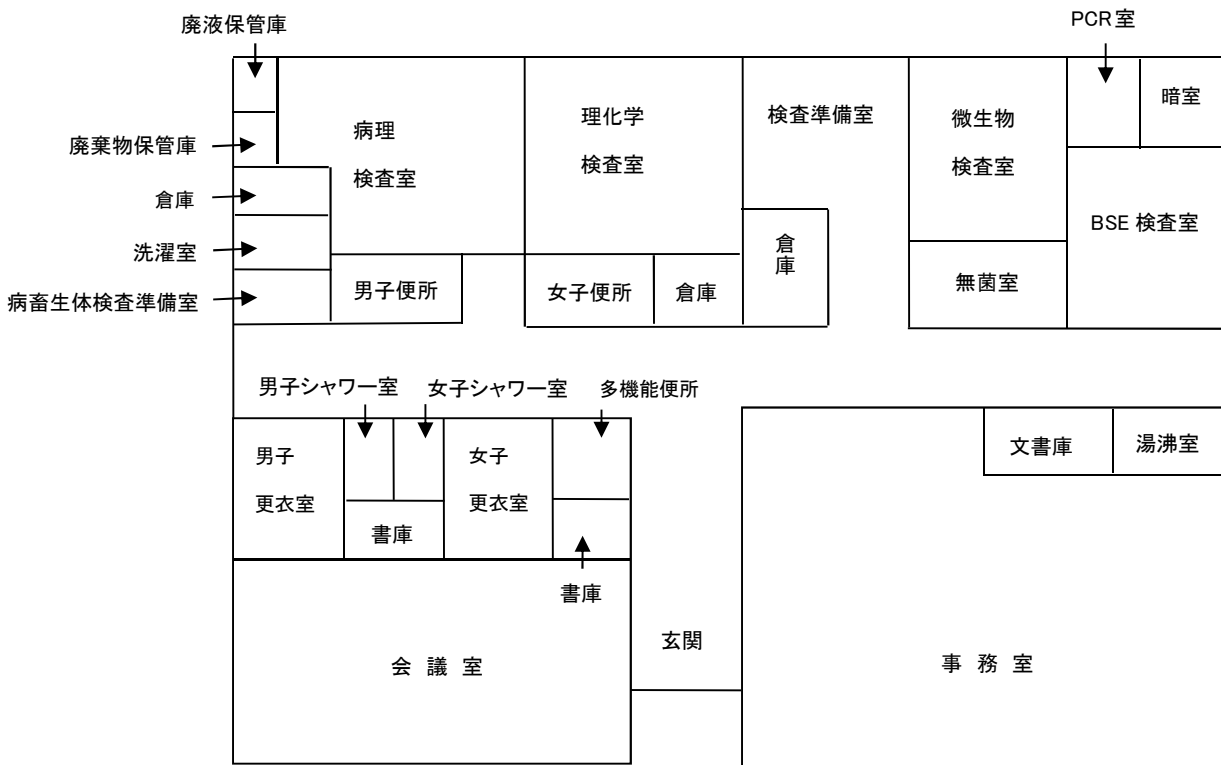 廃液保管庫
PCR室
暗室
病理
検査室
理化学
検査室
検査準備室
微生物
検査室
廃棄物保管庫
倉庫
洗濯室
病畜生体検査準備室
BSE 検査室
倉庫
無菌室
男子便所
女子便所
倉庫
男子シャワー室
女子シャワー室
多機能便所
男子
更衣室
女子
更衣室
書庫
書庫
文書庫
湯沸室
玄関
会 議 室
事 務 室